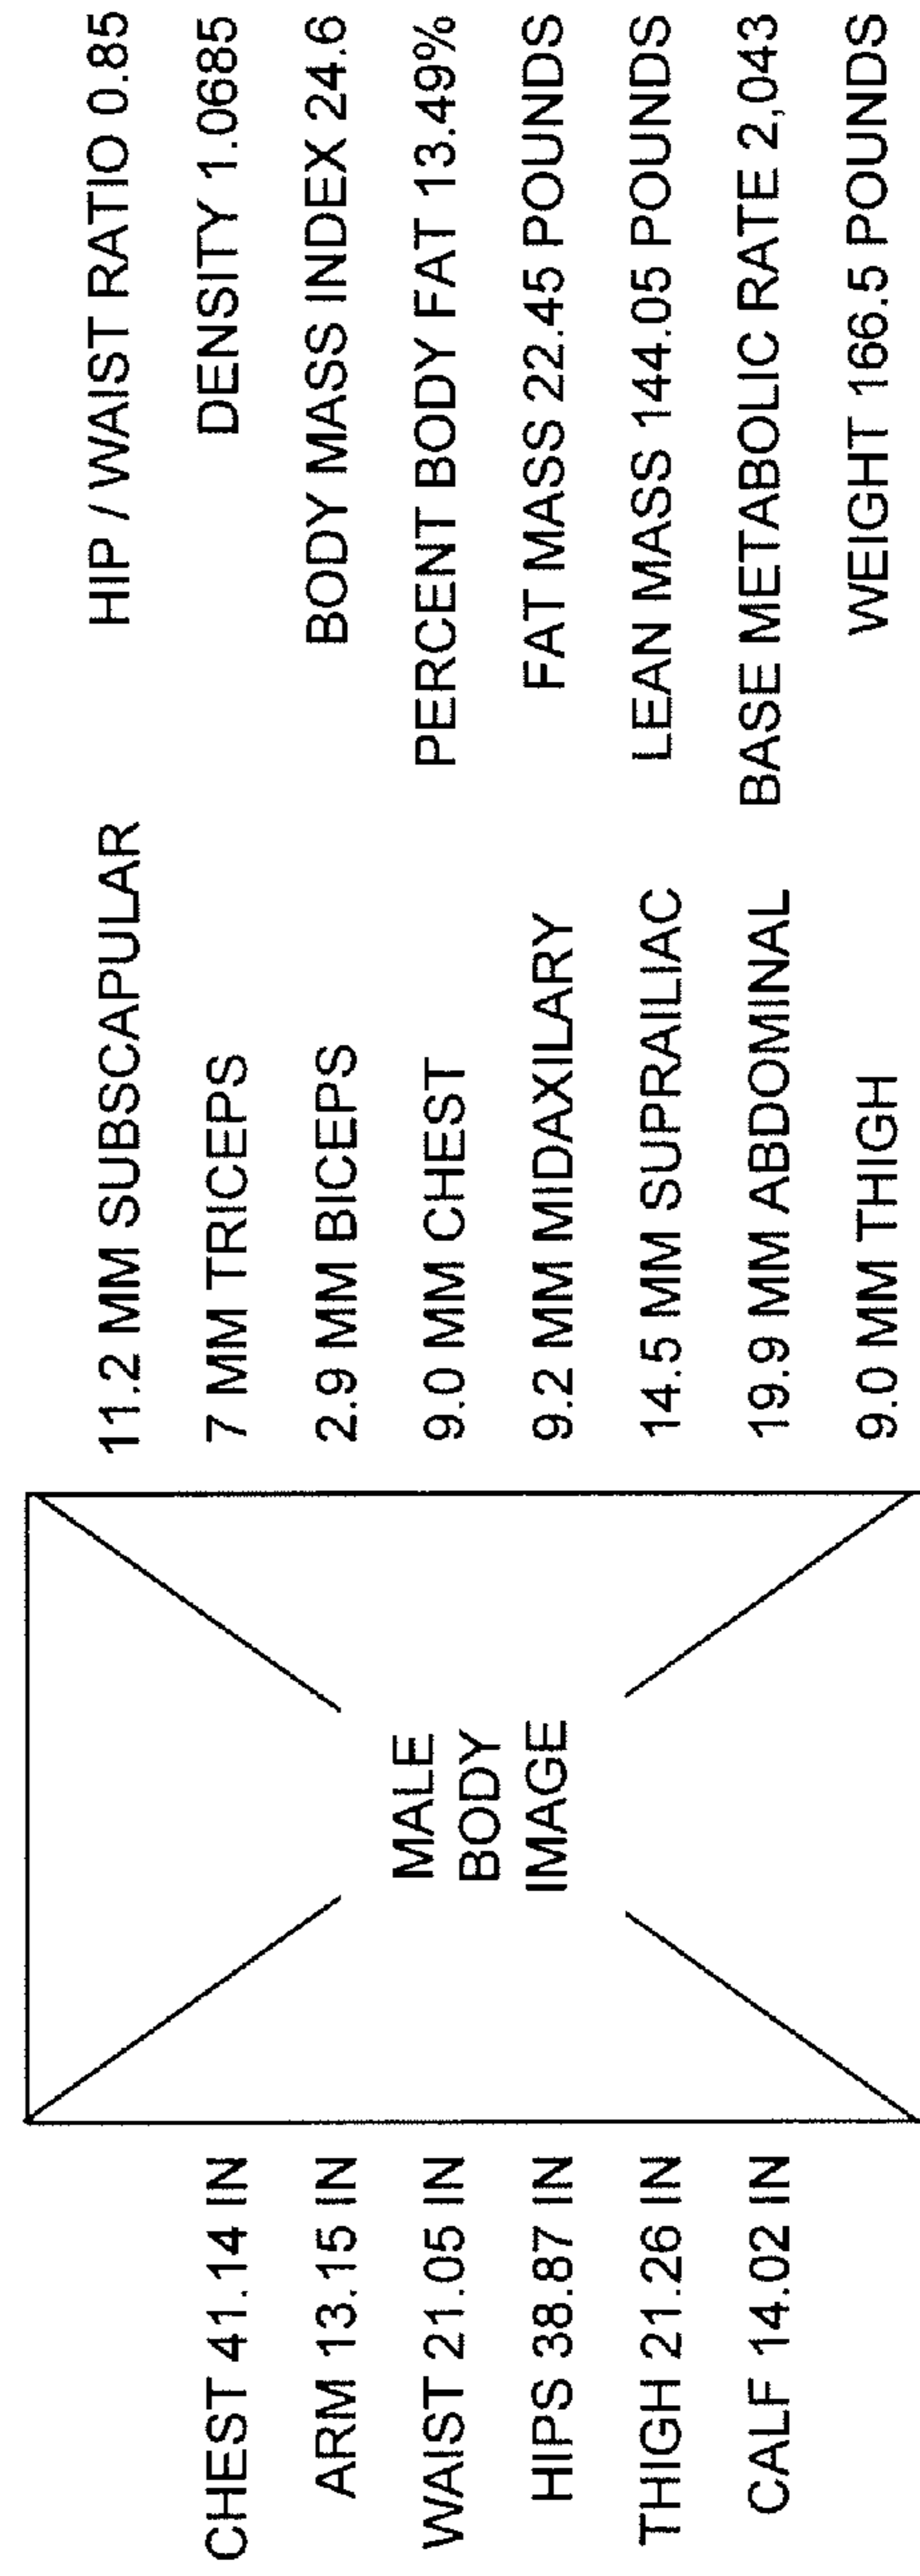 CHEST 41.14 IN
ARM 13.15 IN
WAIST 21.05 IN
HIPS 38.87 IN
THIGH 21.26 IN
CALF 14.02 IN
MALE
BODY
IMAGE
11.2 MM SUBSCAPULAR
7 MM TRICEPS
2.9 MM BICEPS
9.0 MM CHEST
9.2 MM MIDAXILARY
14.5 MM SUPRAILIAC
19.9 MM ABDOMINAL
9.0 MM THIGH
HIP / WAIST RATIO 0.85
DENSITY 1.0685
BODY MASS INDEX 24.6
PERCENT BODY FAT 13.49%
FAT MASS 22.45 POUNDS
LEAN MASS 144.05 POUNDS
BASE METABOLIC RATE 2,043
WEIGHT 166.5 POUNDS